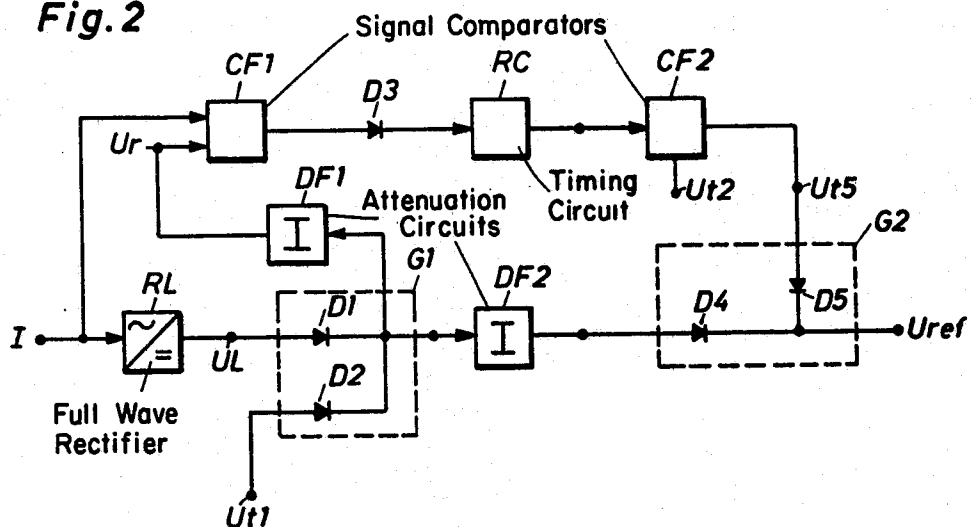 Fig. 2
Signal Comparators
CF1
D3
RC
CF2
Ur
DF1
Attenuation
Circuits
Timing
Circuit
Ut2
Ut5
G2
G1
RL
D1
DF2
D4
D5
I
~
=
UL
D2
I
I
Uref
Full Wave
Rectifier
Ut1